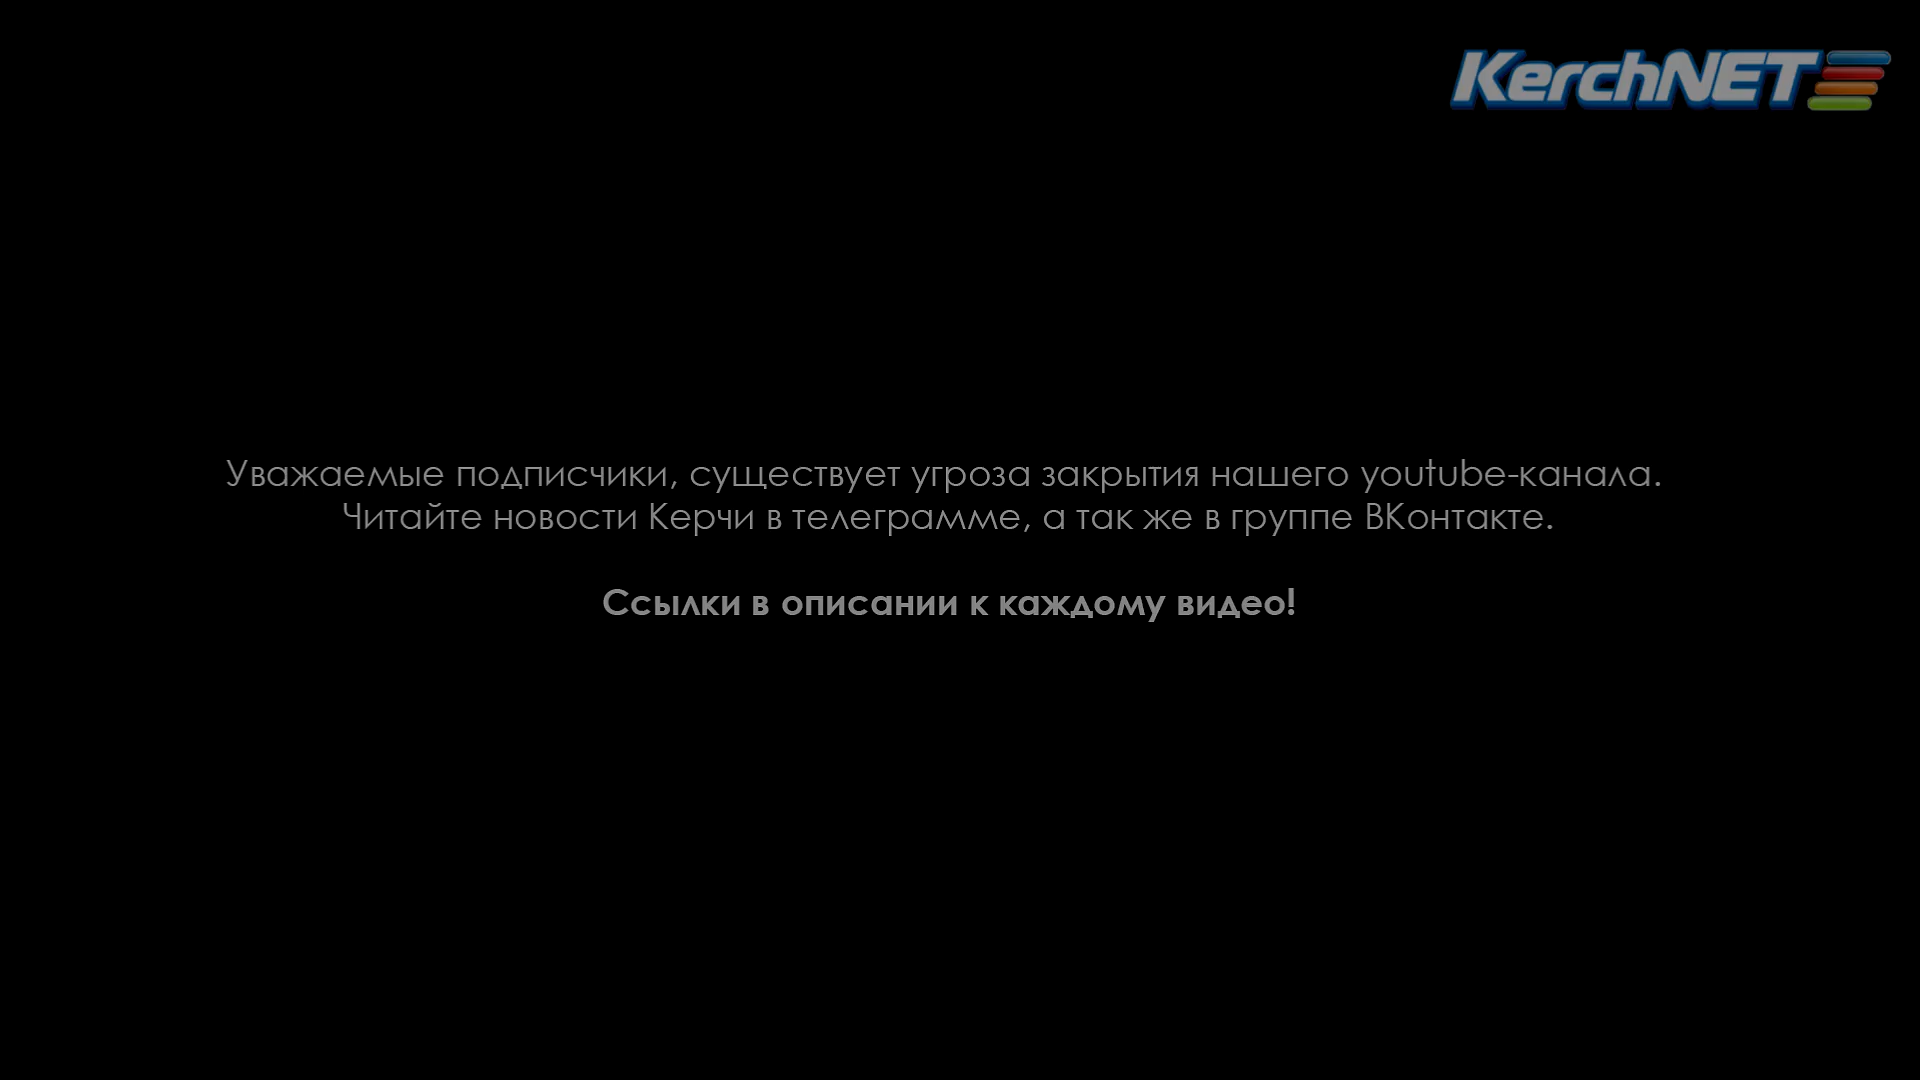 KerchNET
Уважаемые подписчики, существует угроза закрытия нашего youtube-канала.
Читайте новости Керчи в телеграмме, а так же в группе ВКонтакте.
Ссылки в описании к каждому видео!